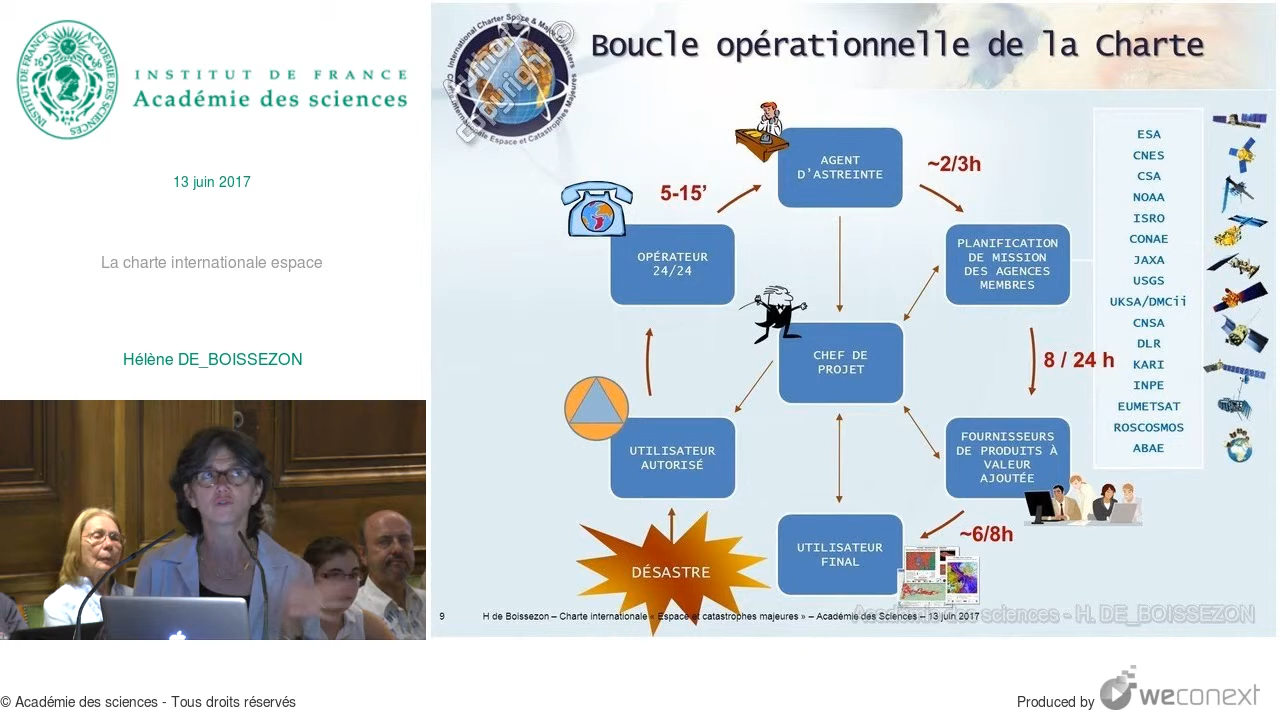 INSTITUT DE FRANCE
Académie des sciences
13 juin 2017
La charte internationale espace
Hélène DE_BOISSEZON
Boucle opérationnelle de la Charte
AGENT
D'ASTREINTE
~2/3h
5-15'
OPÉRATEUR
24/24
PLANIFICATION
DE MISSION
DES AGENCES
MEMBRES
ESA
CNES
CSA
NOAA
ISRO
CONAE
JAXA
USGS
UKSA/DMCii
CNSA
DLR
KARI
INPE
EUMETSAT
ROSCOSMOS
ABAE
CHEF DE
PROJET
8 / 24 h
UTILISATEUR
AUTORISÉ
FOURNISSEURS
DE PRODUITS À
VALEUR
AJOUTÉE
~6/8h
UTILISATEUR
FINAL
DÉSASTRE
9
H de Boissezon – Charte internationale « Espace et catastrophes majeures » – Académie des Sciences – 13 juin 2017
Académie des sciences - H. DE_BOISSEZON
© Académie des sciences - Tous droits réservés
Produced by weconext